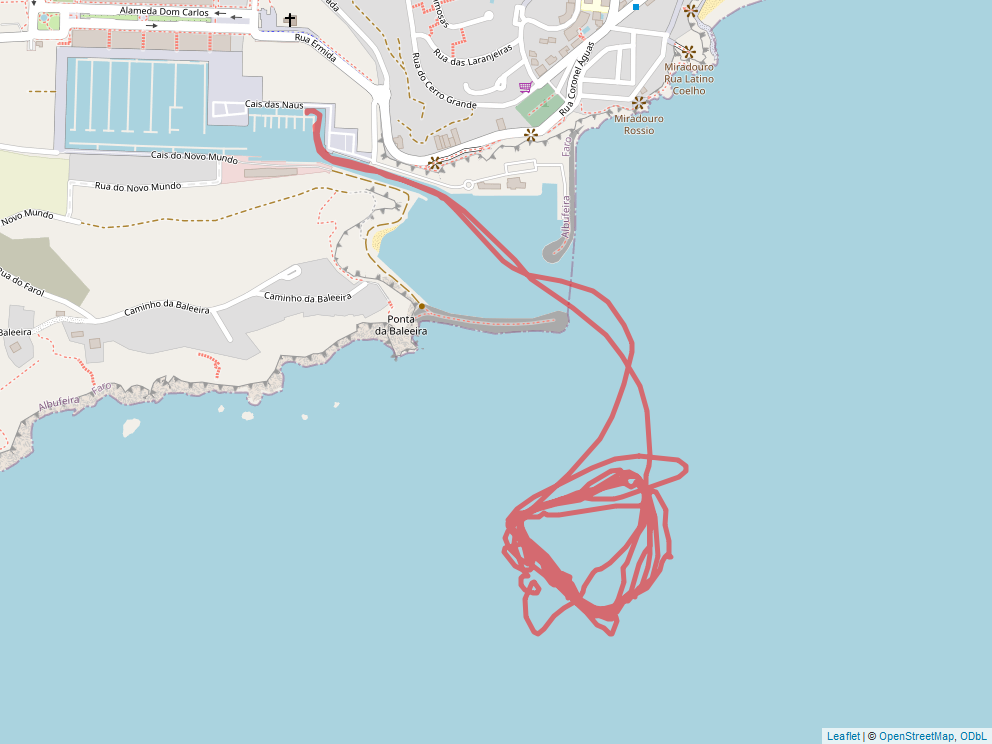 Alameda Dom Carlos
Rua Ermida
rada
mosas
Rua das Laranjeiras
Rua do Cerro Grande
Rua Coronel Águas
Miradouro
Rua Latino
Coelho
Miradouro
Rossio
Cais das Naus
Cais do Novo Mundo
Rua do Novo Mundo
Novo Mundo
Rua do Farol
Faro
Albufeira
Caminho da Baleeira
Caminho da Baleeira
Baleeira
Ponta
da Baleeira
Albufeira
Faro
Leaflet | © OpenStreetMap, ODbL